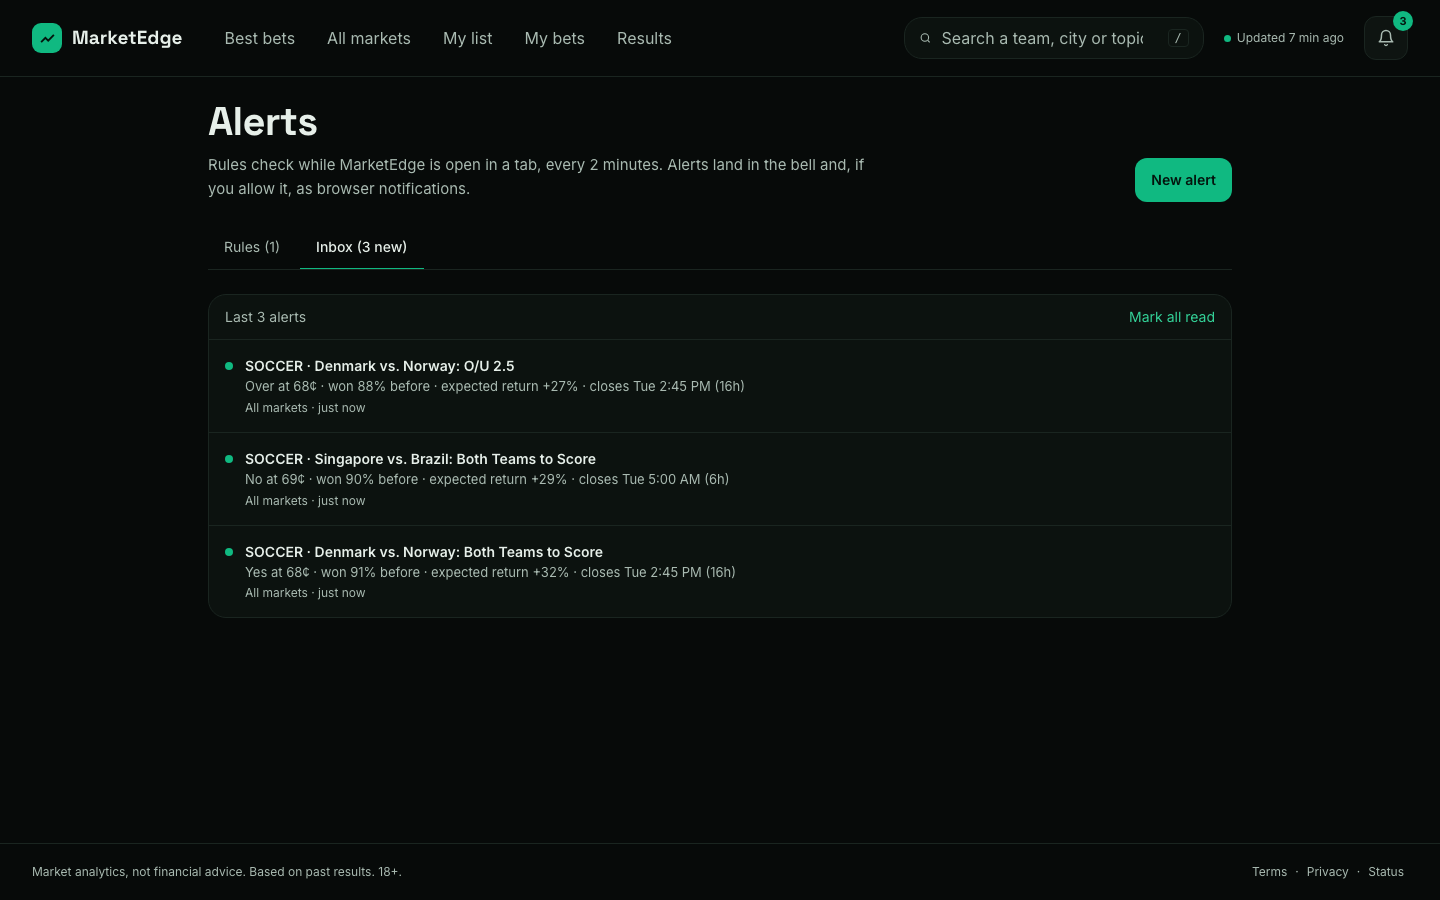 MarketEdge
Best bets
All markets
My list
My bets
Results
Search a team, city or topic
/
Updated 7 min ago
3
Alerts
Rules check while MarketEdge is open in a tab, every 2 minutes. Alerts land in the bell and, if
you allow it, as browser notifications.
New alert
Rules (1)
Inbox (3 new)
Last 3 alerts
Mark all read
SOCCER · Denmark vs. Norway: O/U 2.5
Over at 68¢ · won 88% before · expected return +27% · closes Tue 2:45 PM (16h)
All markets · just now
SOCCER · Singapore vs. Brazil: Both Teams to Score
No at 69¢ · won 90% before · expected return +29% · closes Tue 5:00 AM (6h)
All markets · just now
SOCCER · Denmark vs. Norway: Both Teams to Score
Yes at 68¢ · won 91% before · expected return +32% · closes Tue 2:45 PM (16h)
All markets · just now
Market analytics, not financial advice. Based on past results. 18+.
Terms · Privacy · Status